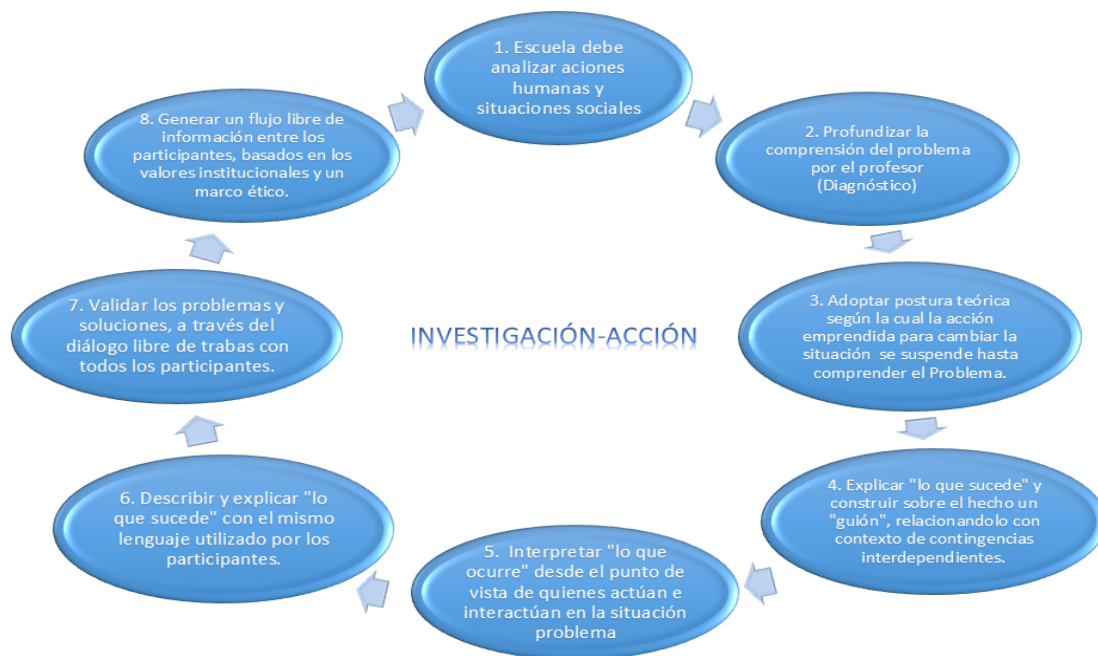 1. Escuela debe
analizar aciones
humanas y
situaciones sociales
2. Profundizar la
comprensión del problema
por el profesor
(Diagnóstico)
3. Adoptar postura teórica
según la cual la acción
emprendida para cambiar la
situación se suspende hasta
comprender el Problema.
4. Explicar "lo que sucede" y
construir sobre el hecho un
"guión", relacionandolo con
contexto de contingencias
interdependientes.
5. Interpretar "lo que
ocurre" desde el punto de
vista de quienes actúan e
interactúan en la situación
problema
6. Describir y explicar "lo
que sucede" con el mismo
lenguaje utilizado por los
participantes.
7. Validar los problemas y
soluciones, a través del
diálogo libre de trabas con
todos los participantes.
8. Generar un flujo libre de
información entre los
participantes, basados en los
valores institucionales y un
marco ético.
INVESTIGACIÓN-ACCIÓN